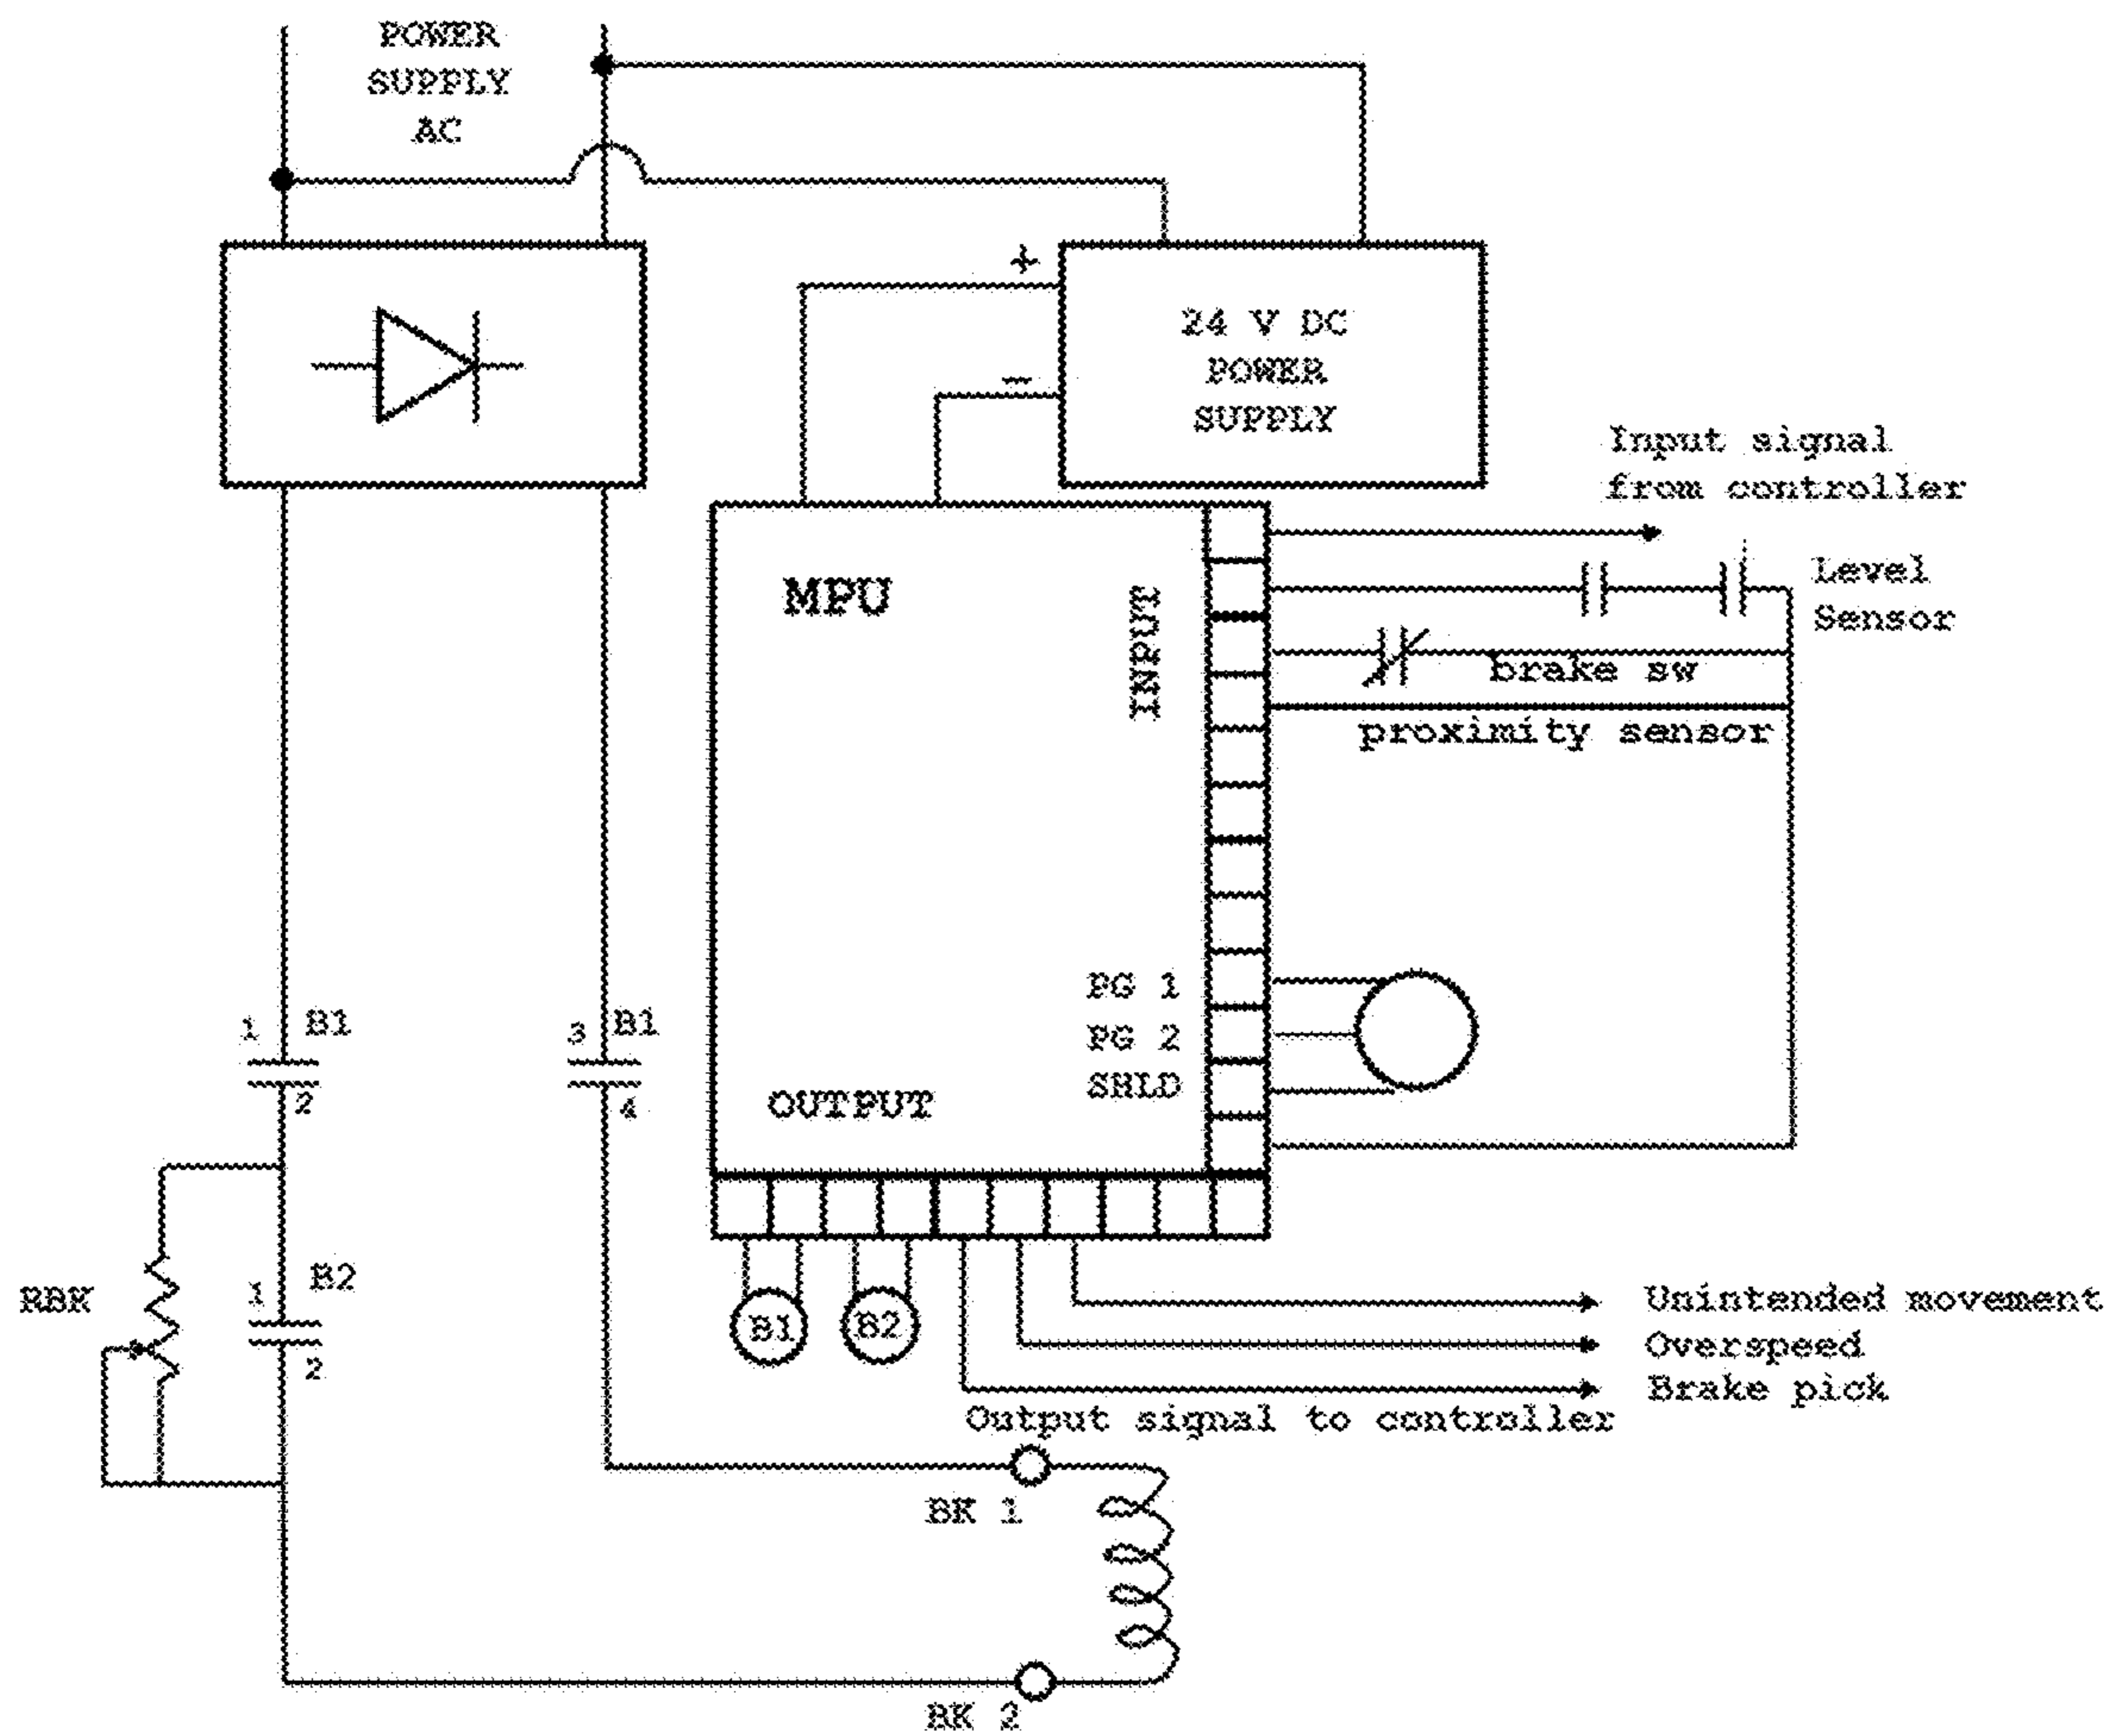 POWER
SUPPLY
AC
+
24 V DC
POWER
SUPPLY
-
Input signal
from controller
MPU
INPUT
Level
Sensor
brake sw
proximity sensor
PG 1
PG 2
SHLD
1 B1
2
3 B1
4
OUTPUT
RBK
1 B2
2
B1
B2
Unintended movement
Overspeed
Brake pick
Output signal to controller
BK 1
BK 2